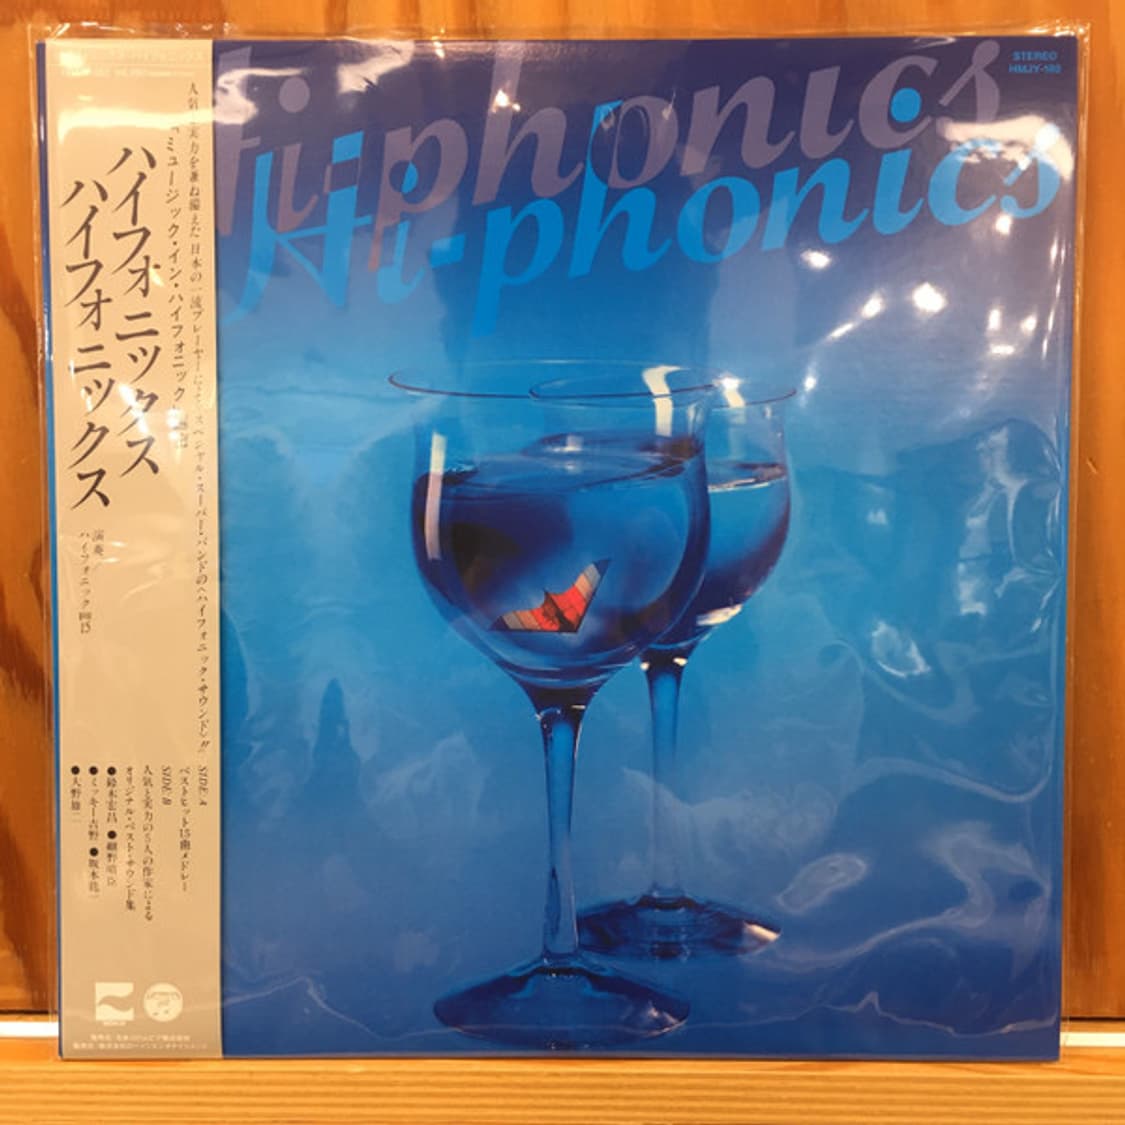 STEREO
HMJY-102
Hi-phonics
Hi-phonics
人気と実力を兼ね備えた日本の一流プレーヤーによるスペシャル・スーパー・バンドの〈ハイフォニック・サウンド〉!!
『ミュージック・イン・ハイフォニック』
ハイフォニックス
ハイフォニックス
演奏/
ハイフォニック
SIDE A
ベストヒット15曲メドレー
SIDE B
人気と実力の5人の作家による
オリジナル・ベスト・サウンド集
●鈴木宏昌 ●細野晴臣
●ミッキー吉野 ●坂本龍一
●大野雄二